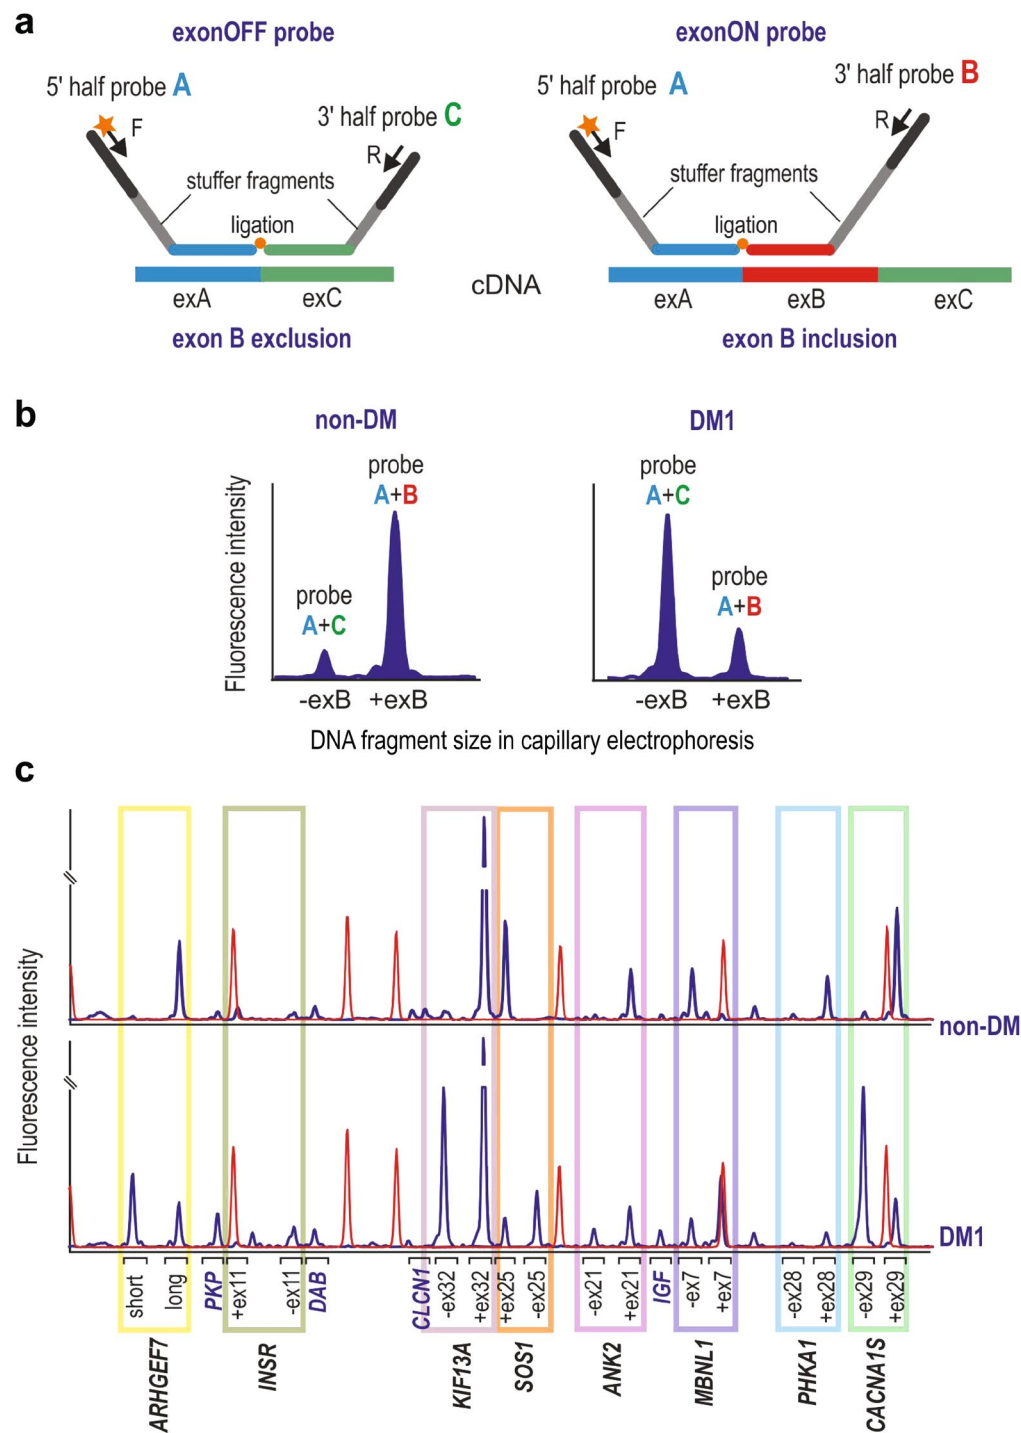 a
exonOFF probe
exonON probe
5' half probe A
3' half probe C
5' half probe A
3' half probe B
F
R
F
R
stuffer fragments
stuffer fragments
ligation
ligation
cDNA
exA
exC
exA
exB
exC
exon B exclusion
exon B inclusion
b
non-DM
DM1
Fluorescence intensity
probe
A+B
probe
A+C
probe
A+C
probe
A+B
-exB
+exB
-exB
+exB
DNA fragment size in capillary electrophoresis
c
Fluorescence intensity
non-DM
DM1
short
long
PKP
+ex11
-ex11
DAB
CLCN1
-ex32
+ex32
+ex25
-ex25
-ex21
+ex21
IGF
-ex7
+ex7
-ex28
+ex28
-ex29
+ex29
ARHGEF7
INSR
KIF13A
SOS1
ANK2
MBNL1
PHKA1
CACNA1S